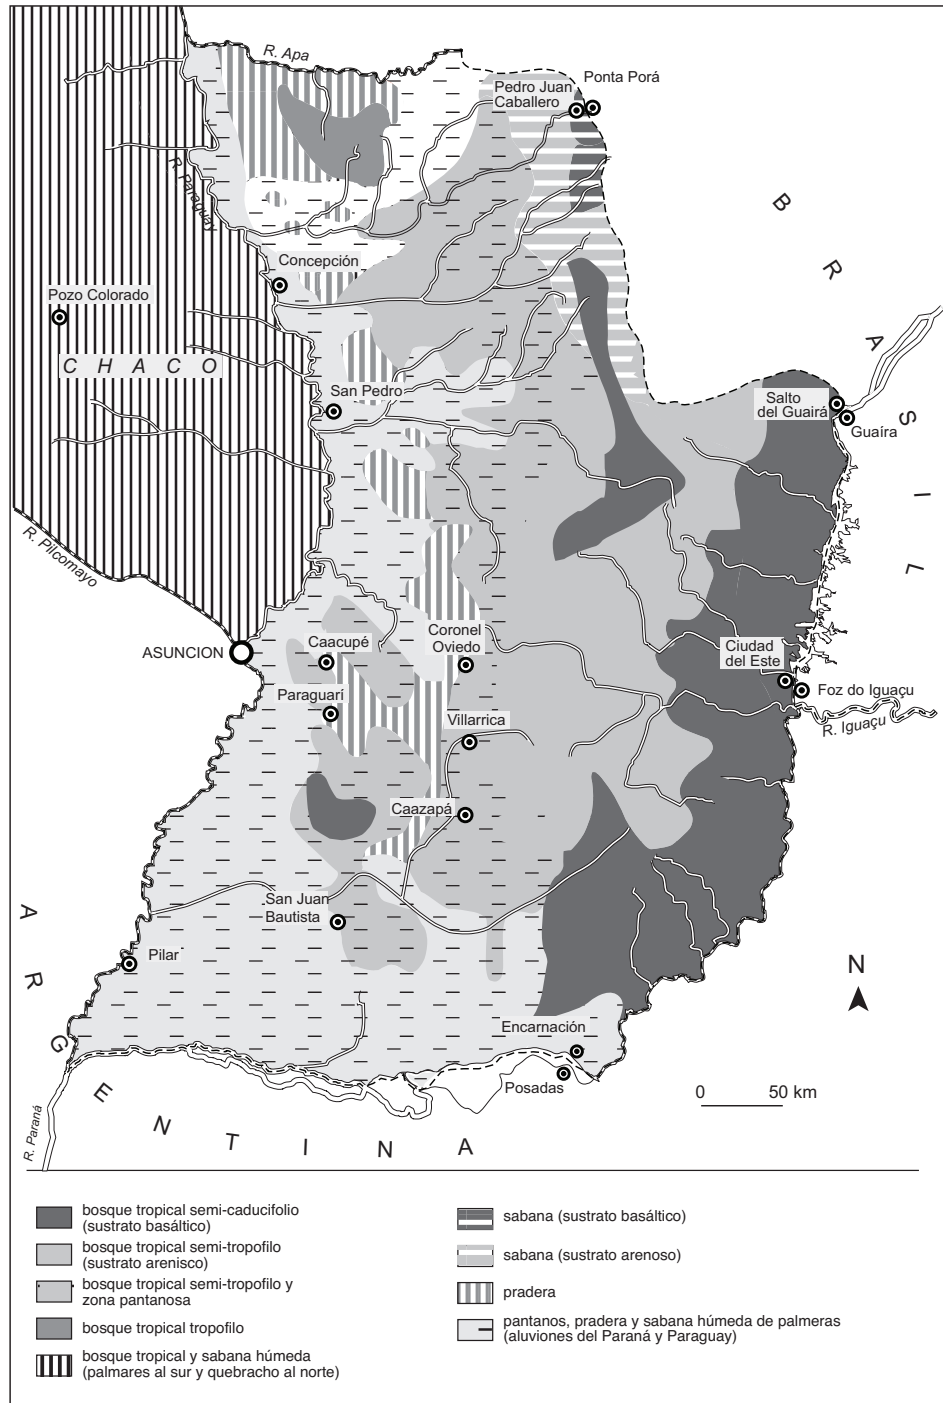 R. Apa
Ponta Porá
Pedro Juan
Caballero
R. Paraguay
B R A S I L
Concepción
Pozo Colorado
CHACO
San Pedro
Salto
del Guairá
Guaíra
R. Pilcomayo
ASUNCION
Caacupé
Coronel
Oviedo
Ciudad
del Este
Foz do Iguaçu
Paraguarí
R. Iguaçu
Villarrica
Caazapá
San Juan
Bautista
Pilar
N
Encarnación
Posadas
0 50 km
A R G E N T I N A
R. Paraná
bosque tropical semi-caducifolio
(sustrato basáltico)
bosque tropical semi-tropofilo
(sustrato arenisco)
bosque tropical semi-tropofilo y
zona pantanosa
bosque tropical tropofilo
bosque tropical y sabana húmeda
(palmares al sur y quebracho al norte)
sabana (sustrato basáltico)
sabana (sustrato arenoso)
pradera
pantanos, pradera y sabana húmeda de palmeras
(aluviones del Paraná y Paraguay)